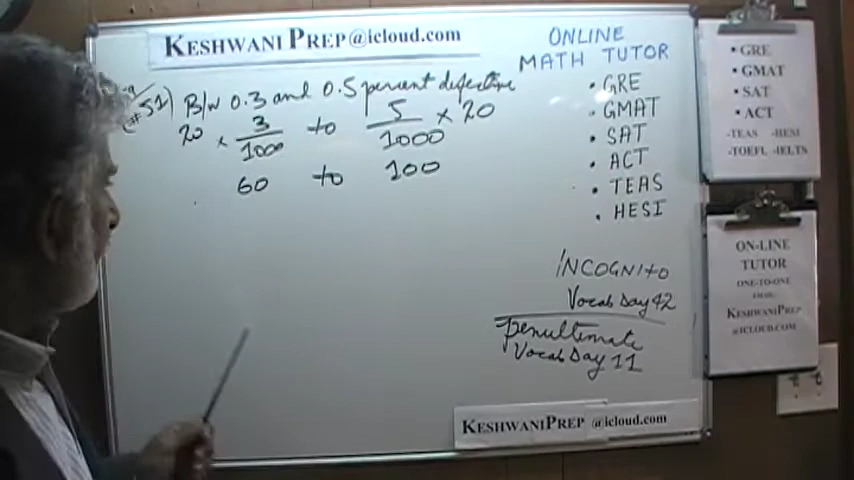 KESHWANI PREP@icloud.com
#51) B/w 0.3 and 0.5 percent defective
20 × 3/1000 to 5/1000 × 20
60 to 100
ONLINE
MATH TUTOR
• GRE
• GMAT
• SAT
• ACT
• TEAS
• HESI
INCOGNITO
Vocab Day 42
penultimate
Vocab Day 11
KESHWANIPREP @icloud.com
• GRE
• GMAT
• SAT
• ACT
-TEAS -HESI
-TOEFL -IELTS
ON-LINE
TUTOR
ONE-TO-ONE
EMAIL:
KESHWANIPREP
@ICLOUD.COM